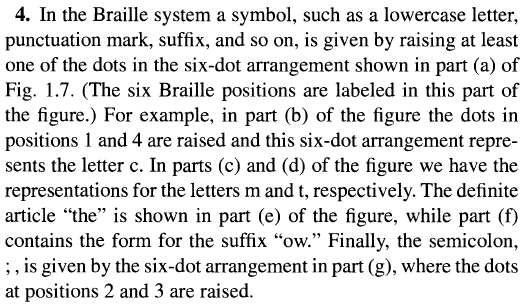 4. In the Braille system a symbol, such as a lowercase letter,
punctuation mark, suffix, and so on, is given by raising at least
one of the dots in the six-dot arrangement shown in part (a) of
Fig. 1.7. (The six Braille positions are labeled in this part of
the figure.) For example, in part (b) of the figure the dots in
positions 1 and 4 are raised and this six-dot arrangement repre-
sents the letter c. In parts (c) and (d) of the figure we have the
representations for the letters m and t, respectively. The definite
article “the” is shown in part (e) of the figure, while part (f)
contains the form for the suffix “ow.” Finally, the semicolon,
; , is given by the six-dot arrangement in part (g), where the dots
at positions 2 and 3 are raised.